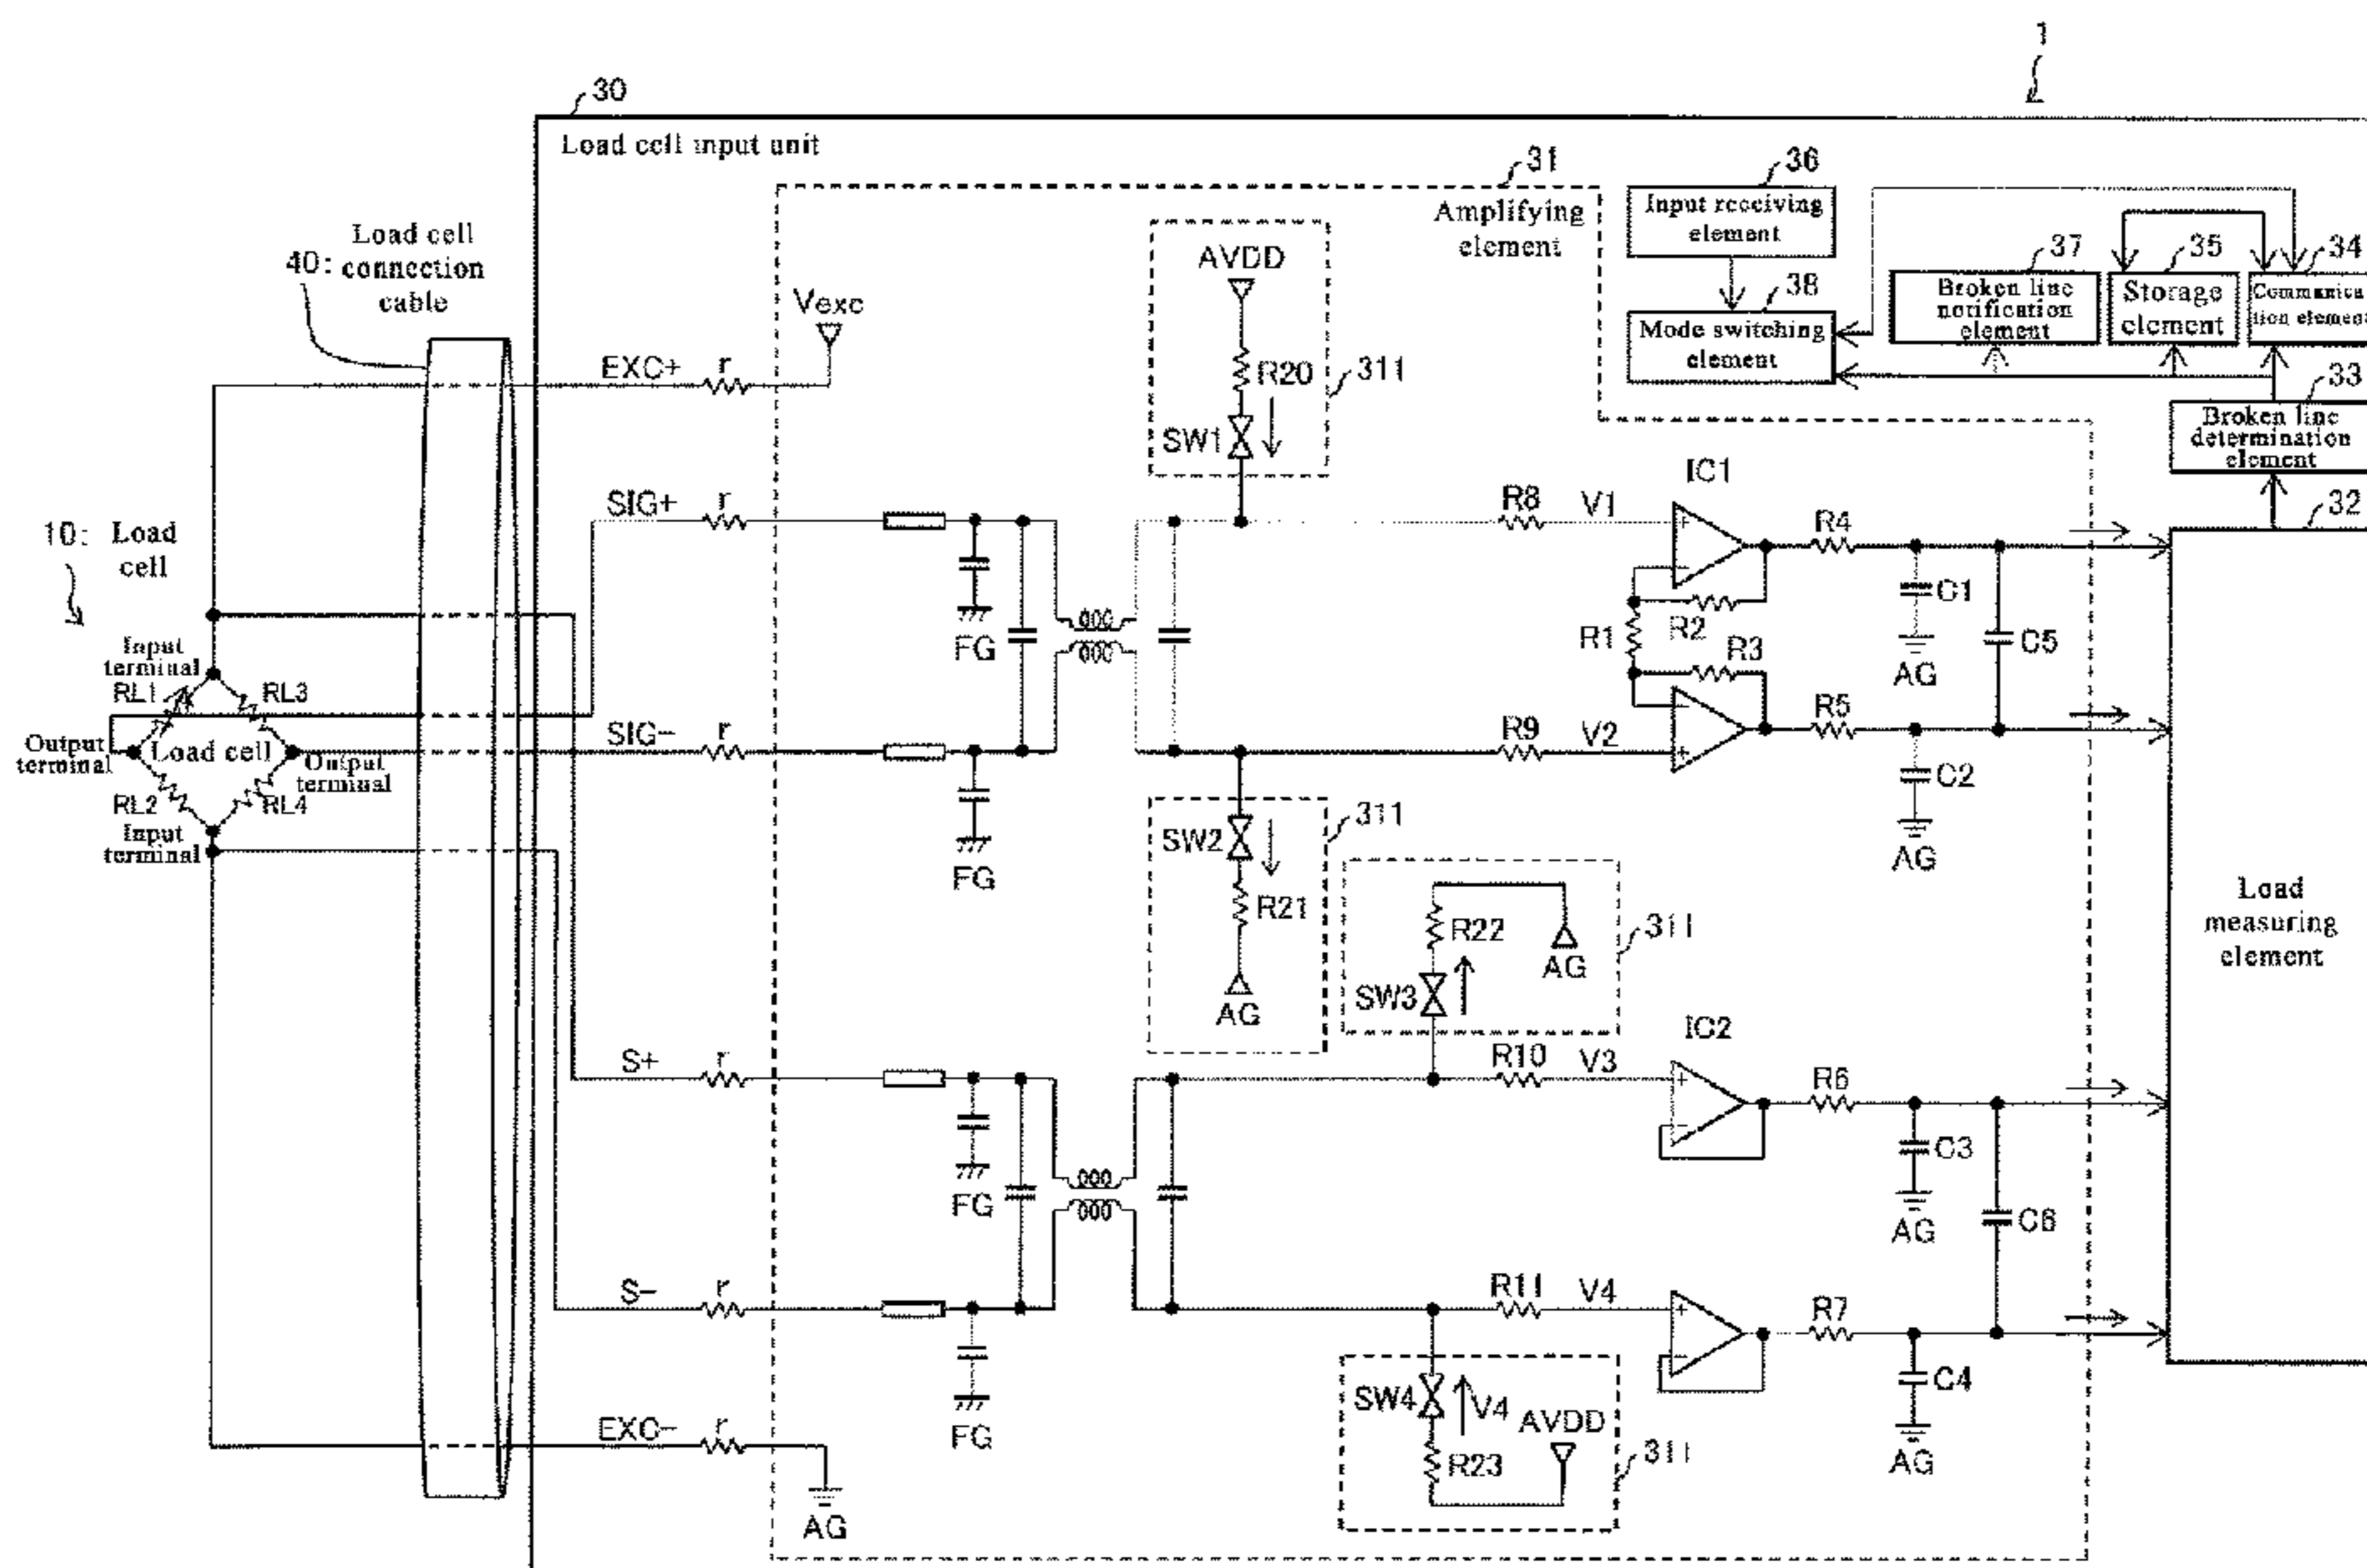 1
30
Load cell input unit
31
Amplifying
element
36
Input receiving
element
38
Mode switching
element
37
Broken line
notification
element
35
Storage
element
34
Communica
tion element
33
Broken line
determination
element
32
Load
measuring
element
Load cell
40: connection
cable
10: Load
cell
Input
terminal
RL1
RL3
Output
terminal
Load cell
Output
terminal
RL2
RL4
Input
terminal
EXC+
r
Vexc
SIG+
r
SIG-
r
S+
r
S-
r
EXC-
r
AG
FG
FG
FG
FG
AVDD
R20
SW1
311
SW2
R21
AG
311
R22
AG
SW3
311
SW4
V4
AVDD
R23
311
R8
V1
IC1
R4
C1
AG
R1
R2
R3
C5
R9
V2
R5
C2
AG
R10
V3
IC2
R6
C3
AG
C6
R11
V4
R7
C4
AG